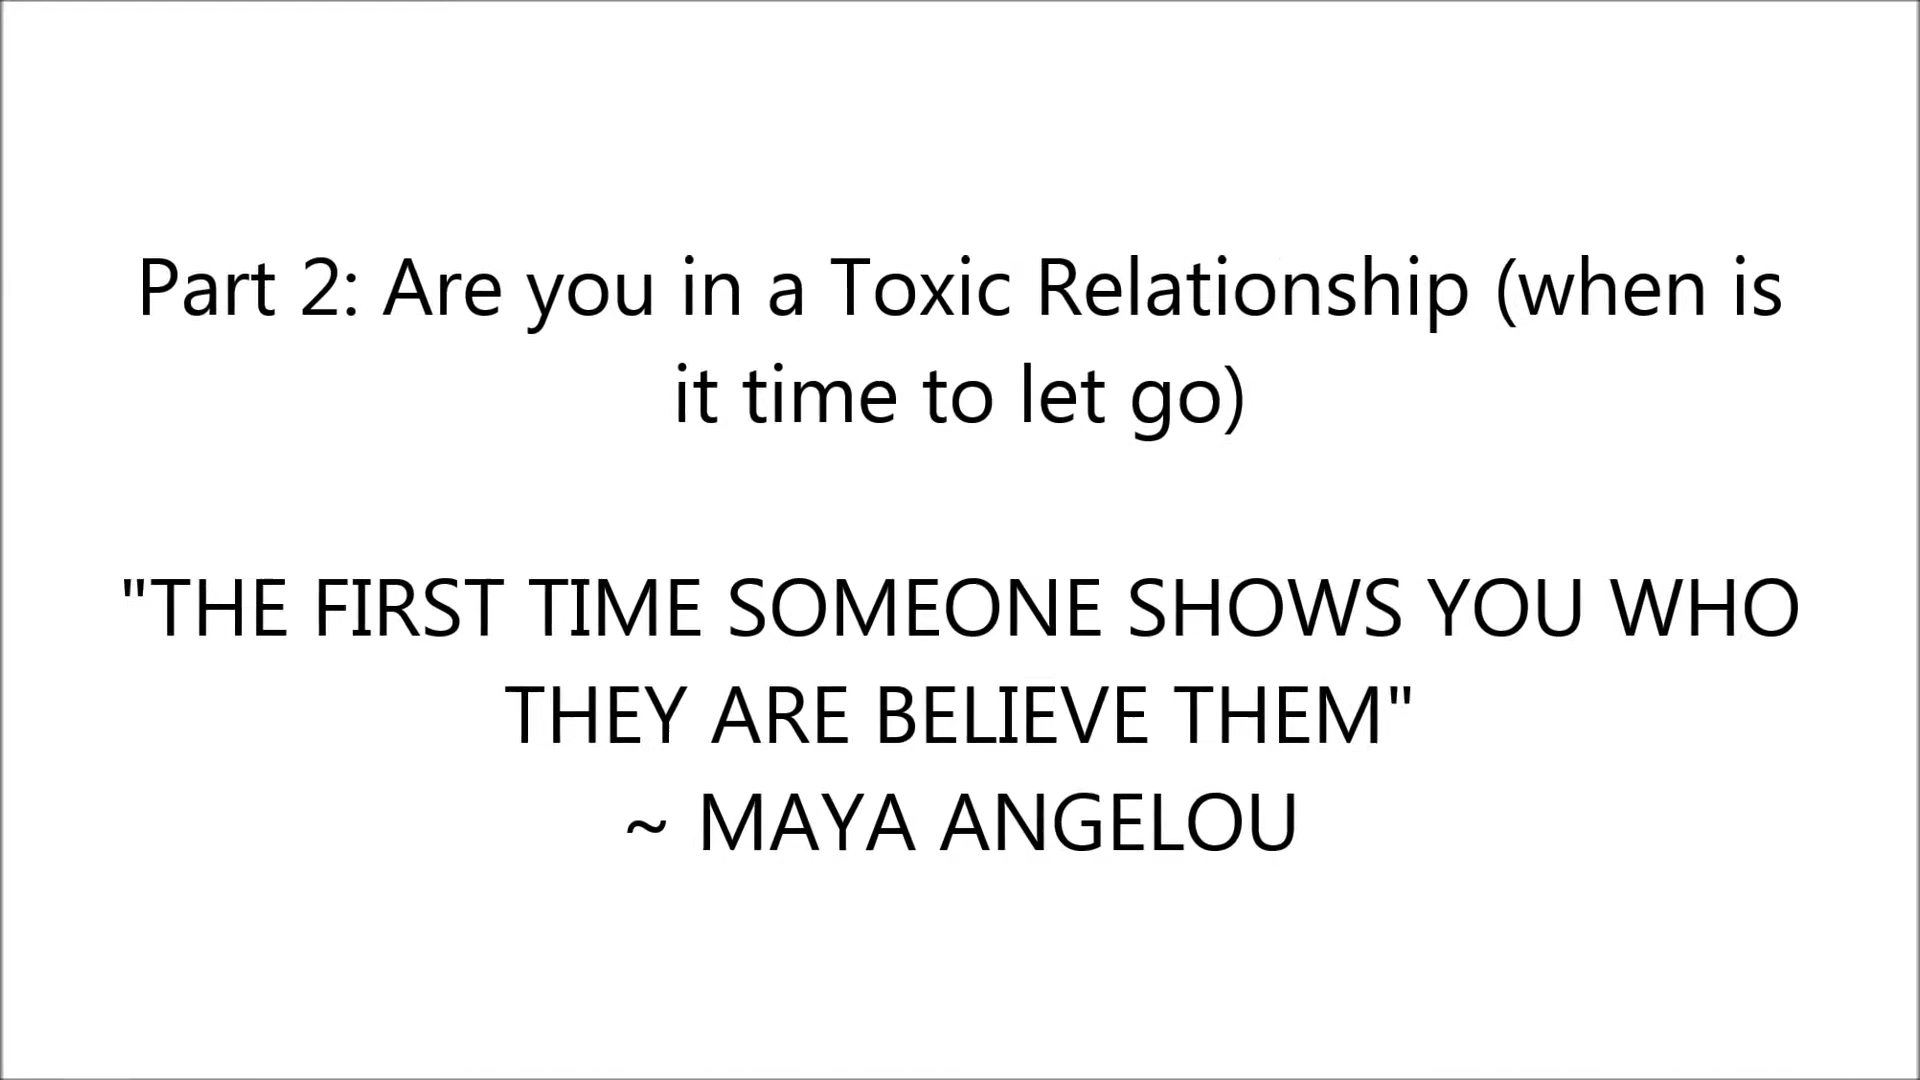 Part 2: Are you in a Toxic Relationship (when is
it time to let go)
"THE FIRST TIME SOMEONE SHOWS YOU WHO
THEY ARE BELIEVE THEM"
~ MAYA ANGELOU